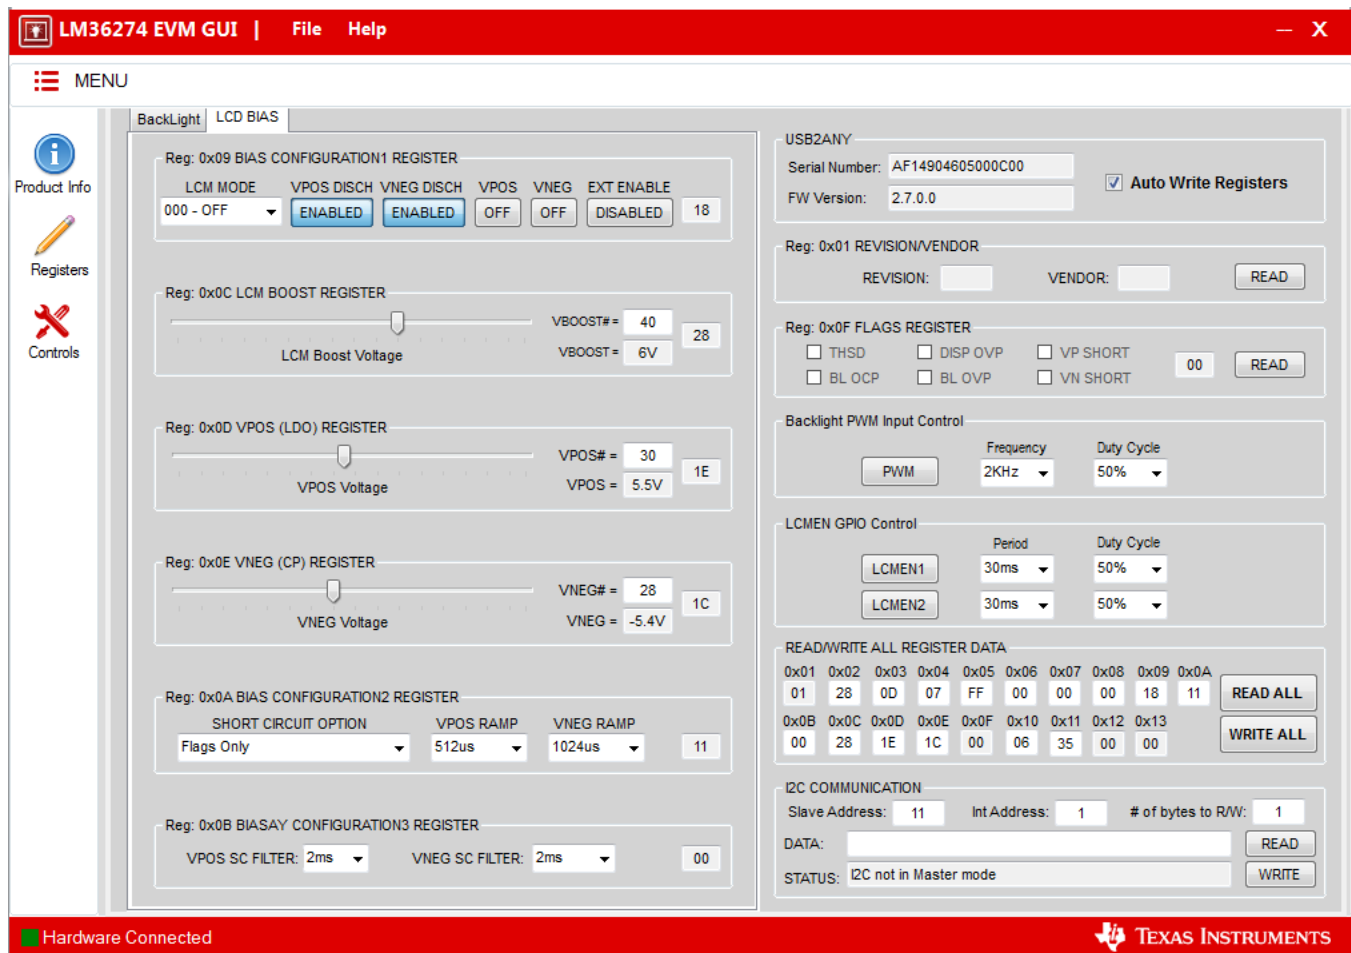 LM36274 EVM GUI | File Help
MENU
Product Info
Registers
Controls
BackLight LCD BIAS
Reg: 0x09 BIAS CONFIGURATION1 REGISTER
LCM MODE VPOS DISCH VNEG DISCH VPOS VNEG EXT ENABLE
000 - OFF ENABLED ENABLED OFF OFF DISABLED 18
Reg: 0x0C LCM BOOST REGISTER
VBOOST# = 40
28
LCM Boost Voltage VBOOST = 6V
Reg: 0x0D VPOS (LDO) REGISTER
VPOS# = 30
1E
VPOS Voltage VPOS = 5.5V
Reg: 0x0E VNEG (CP) REGISTER
VNEG# = 28
1C
VNEG Voltage VNEG = -5.4V
Reg: 0x0A BIAS CONFIGURATION2 REGISTER
SHORT CIRCUIT OPTION VPOS RAMP VNEG RAMP
Flags Only 512us 1024us 11
Reg: 0x0B BIASAY CONFIGURATION3 REGISTER
VPOS SC FILTER: 2ms VNEG SC FILTER: 2ms 00
USB2ANY
Serial Number: AF14904605000C00
Auto Write Registers
FW Version: 2.7.0.0
Reg: 0x01 REVISION/VENDOR
REVISION: VENDOR: READ
Reg: 0x0F FLAGS REGISTER
THSD DISP OVP VP SHORT
00 READ
BL OCP BL OVP VN SHORT
Backlight PWM Input Control
Frequency Duty Cycle
PWM 2KHz 50%
LCMEN GPIO Control
Period Duty Cycle
LCMEN1 30ms 50%
LCMEN2 30ms 50%
READ/WRITE ALL REGISTER DATA
0x01 0x02 0x03 0x04 0x05 0x06 0x07 0x08 0x09 0x0A
01 28 0D 07 FF 00 00 00 18 11 READ ALL
0x0B 0x0C 0x0D 0x0E 0x0F 0x10 0x11 0x12 0x13
00 28 1E 1C 00 06 35 00 00 WRITE ALL
I2C COMMUNICATION
Slave Address: 11 Int Address: 1 # of bytes to R/W: 1
DATA: READ
STATUS: I2C not in Master mode WRITE
Hardware Connected
TEXAS INSTRUMENTS